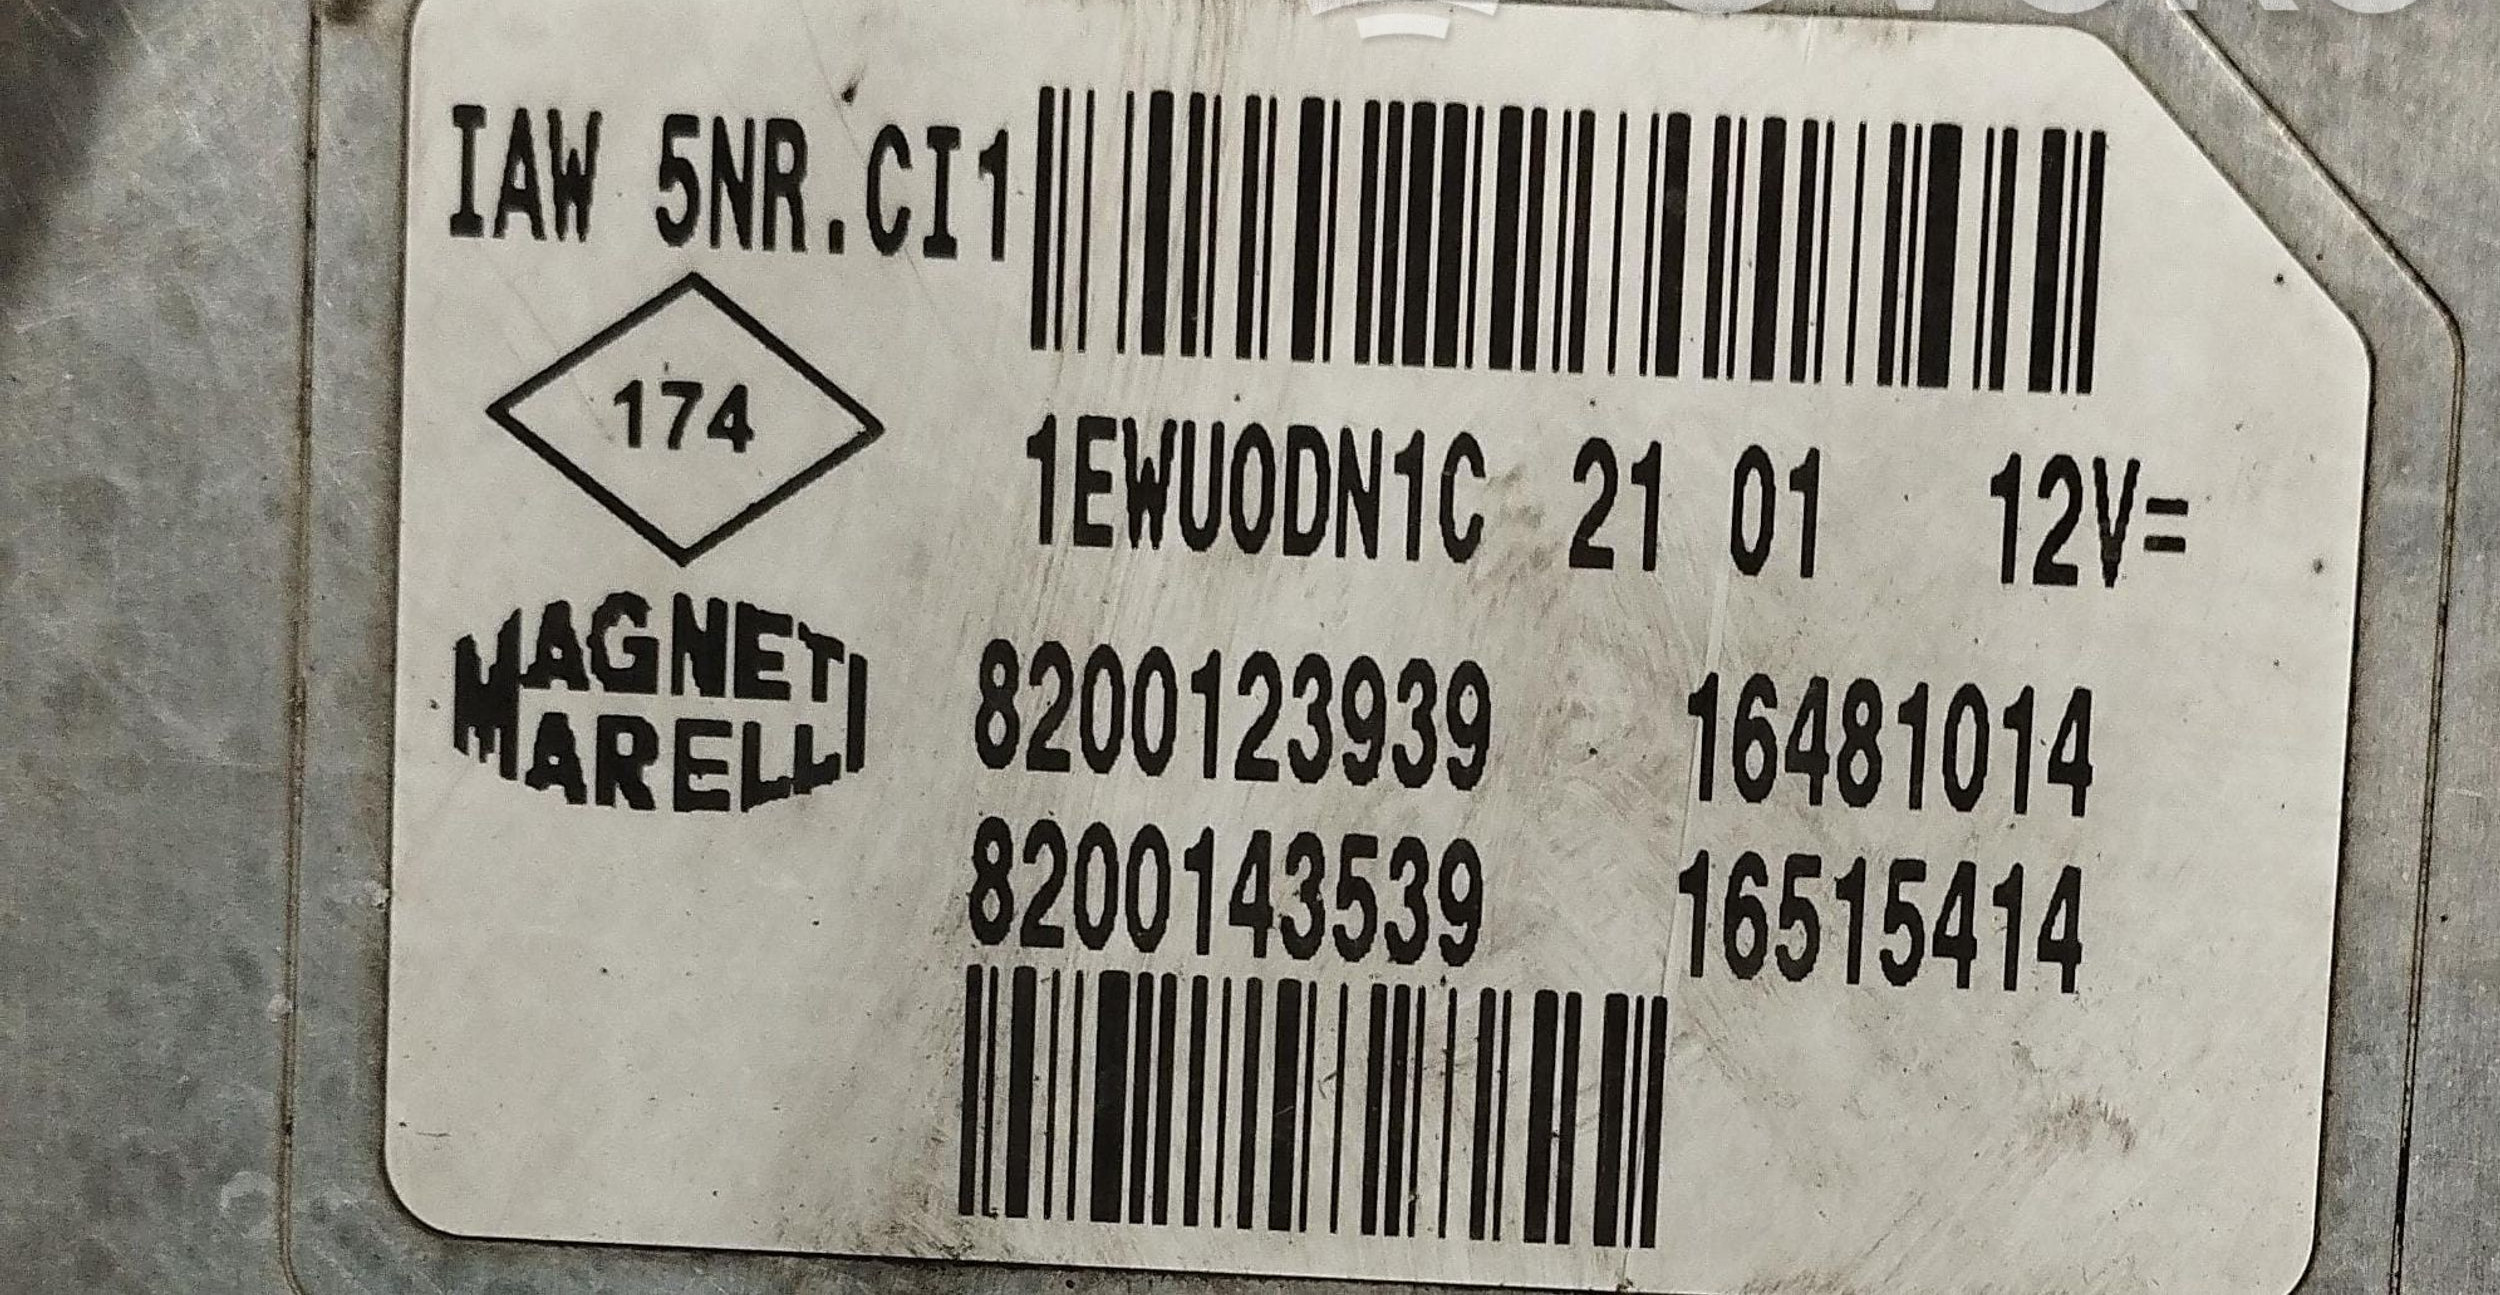 IAW 5NR.CI1
174
1EWU0DN1C 21 01 12V=
MAGNETI
MARELLI
8200123939 16481014
8200143539 16515414